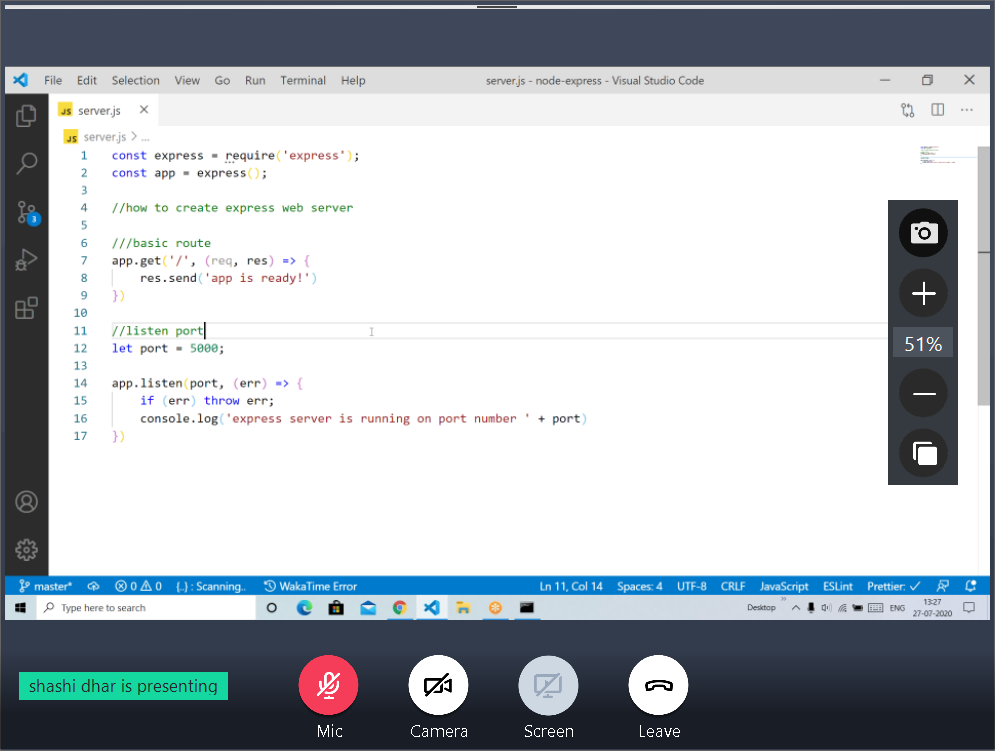 File Edit Selection View Go Run Terminal Help server.js - node-express - Visual Studio Code
JS server.js
JS server.js > ...
1 const express = require('express');
2 const app = express();
3
4 //how to create express web server
5
6 ///basic route
7 app.get('/', (req, res) => {
8 res.send('app is ready!')
9 })
10
11 //listen port
12 let port = 5000;
13
14 app.listen(port, (err) => {
15 if (err) throw err;
16 console.log('express server is running on port number ' + port)
17 })
3
51%
master* 0 0 {..} : Scanning.. WakaTime Error Ln 11, Col 14 Spaces: 4 UTF-8 CRLF JavaScript ESLint Prettier: ✓
Type here to search Desktop ENG 13:27
27-07-2020
shashi dhar is presenting
Mic Camera Screen Leave